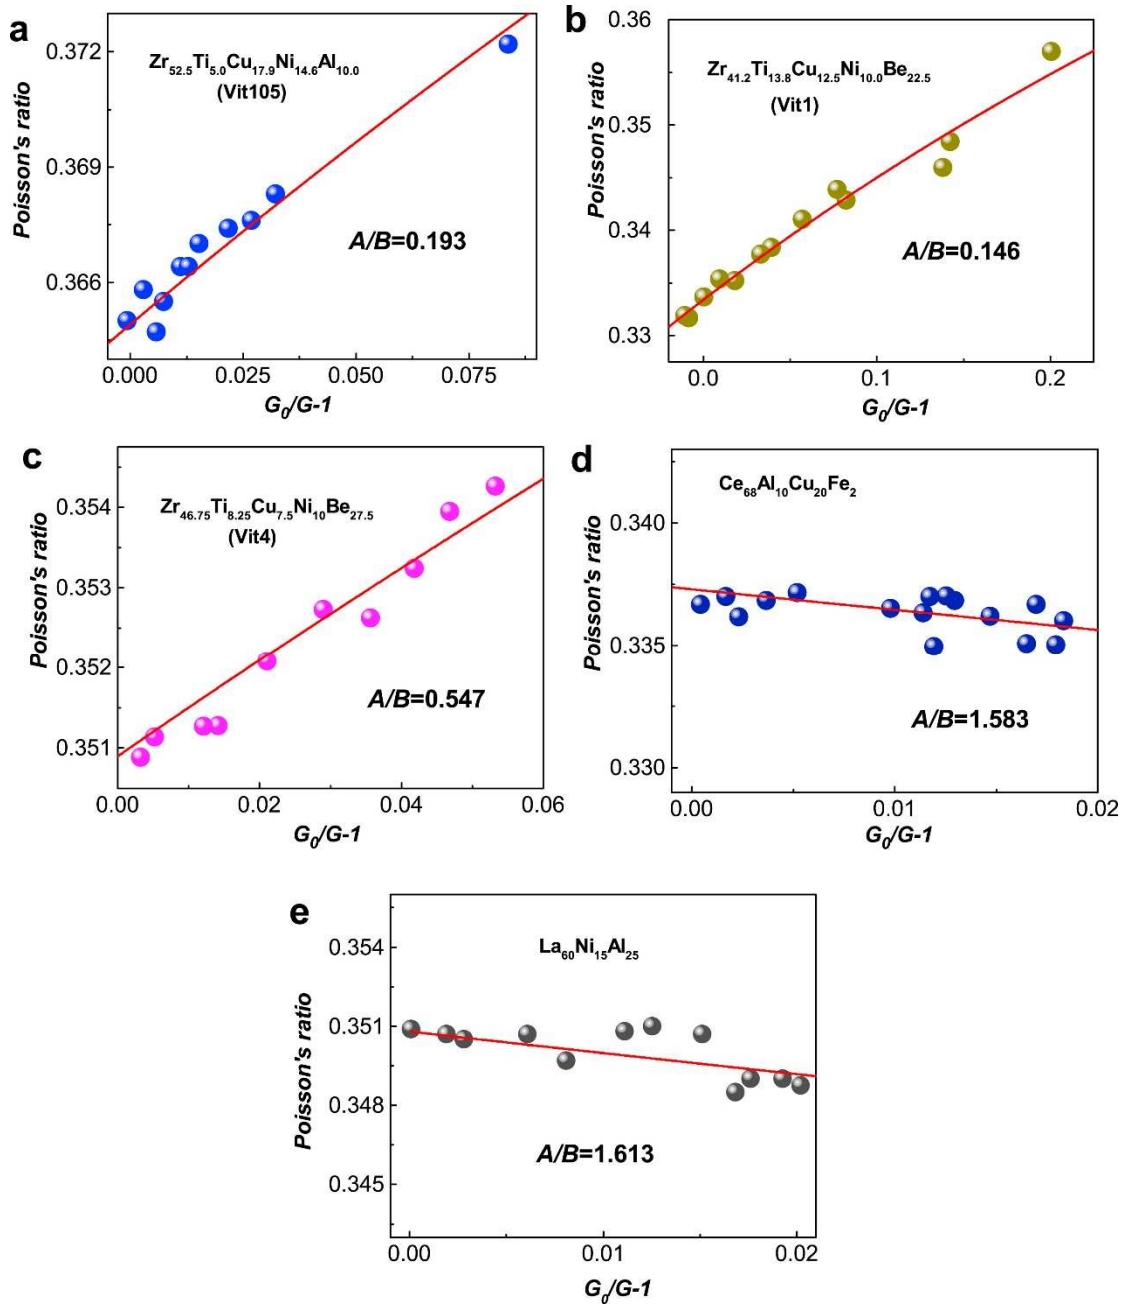 a
Zr52.5Ti5.0Cu17.9Ni14.6Al10.0
(Vit105)
A/B=0.193
Poisson's ratio
0.372
0.369
0.366
0.000 0.025 0.050 0.075
G0/G-1
b
Zr41.2Ti13.8Cu12.5Ni10.0Be22.5
(Vit1)
A/B=0.146
Poisson's ratio
0.36
0.35
0.34
0.33
0.0 0.1 0.2
G0/G-1
c
Zr46.75Ti8.25Cu7.5Ni10Be27.5
(Vit4)
A/B=0.547
Poisson's ratio
0.354
0.353
0.352
0.351
0.00 0.02 0.04 0.06
G0/G-1
d
Ce68Al10Cu20Fe2
A/B=1.583
Poisson's ratio
0.340
0.335
0.330
0.00 0.01 0.02
G0/G-1
e
La60Ni15Al25
A/B=1.613
Poisson's ratio
0.354
0.351
0.348
0.345
0.00 0.01 0.02
G0/G-1